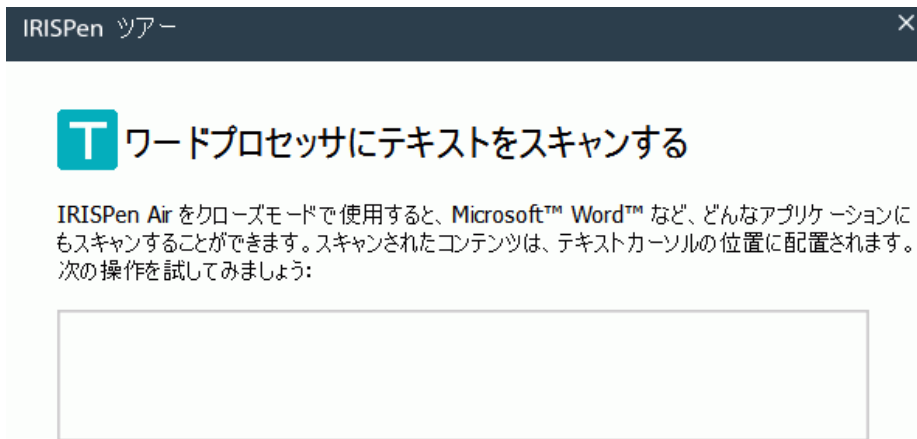 IRISPen ツアー
×
T ワードプロセッサにテキストをスキャンする
IRISPen Air をクローズモードで使用すると、Microsoft™ Word™ など、どんなアプリケーションに
もスキャンすることができます。スキャンされたコンテンツは、テキストカーソルの位置に配置されます。
次の操作を試してみましょう: